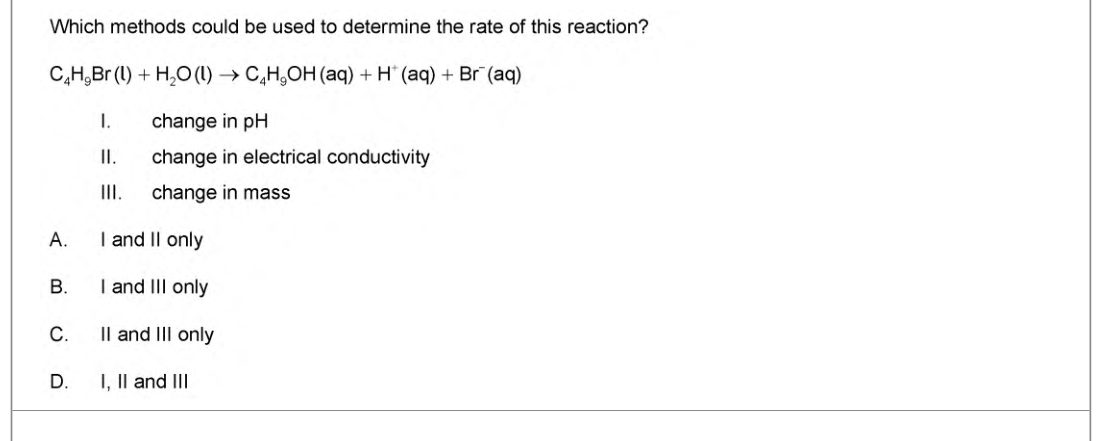 Which methods could be used to determine the rate of this reaction?
C₄H₉Br(l) + H₂O(l) → C₄H₉OH(aq) + H⁺(aq) + Br⁻(aq)
I. change in pH
II. change in electrical conductivity
III. change in mass
A. I and II only
B. I and III only
C. II and III only
D. I, II and III